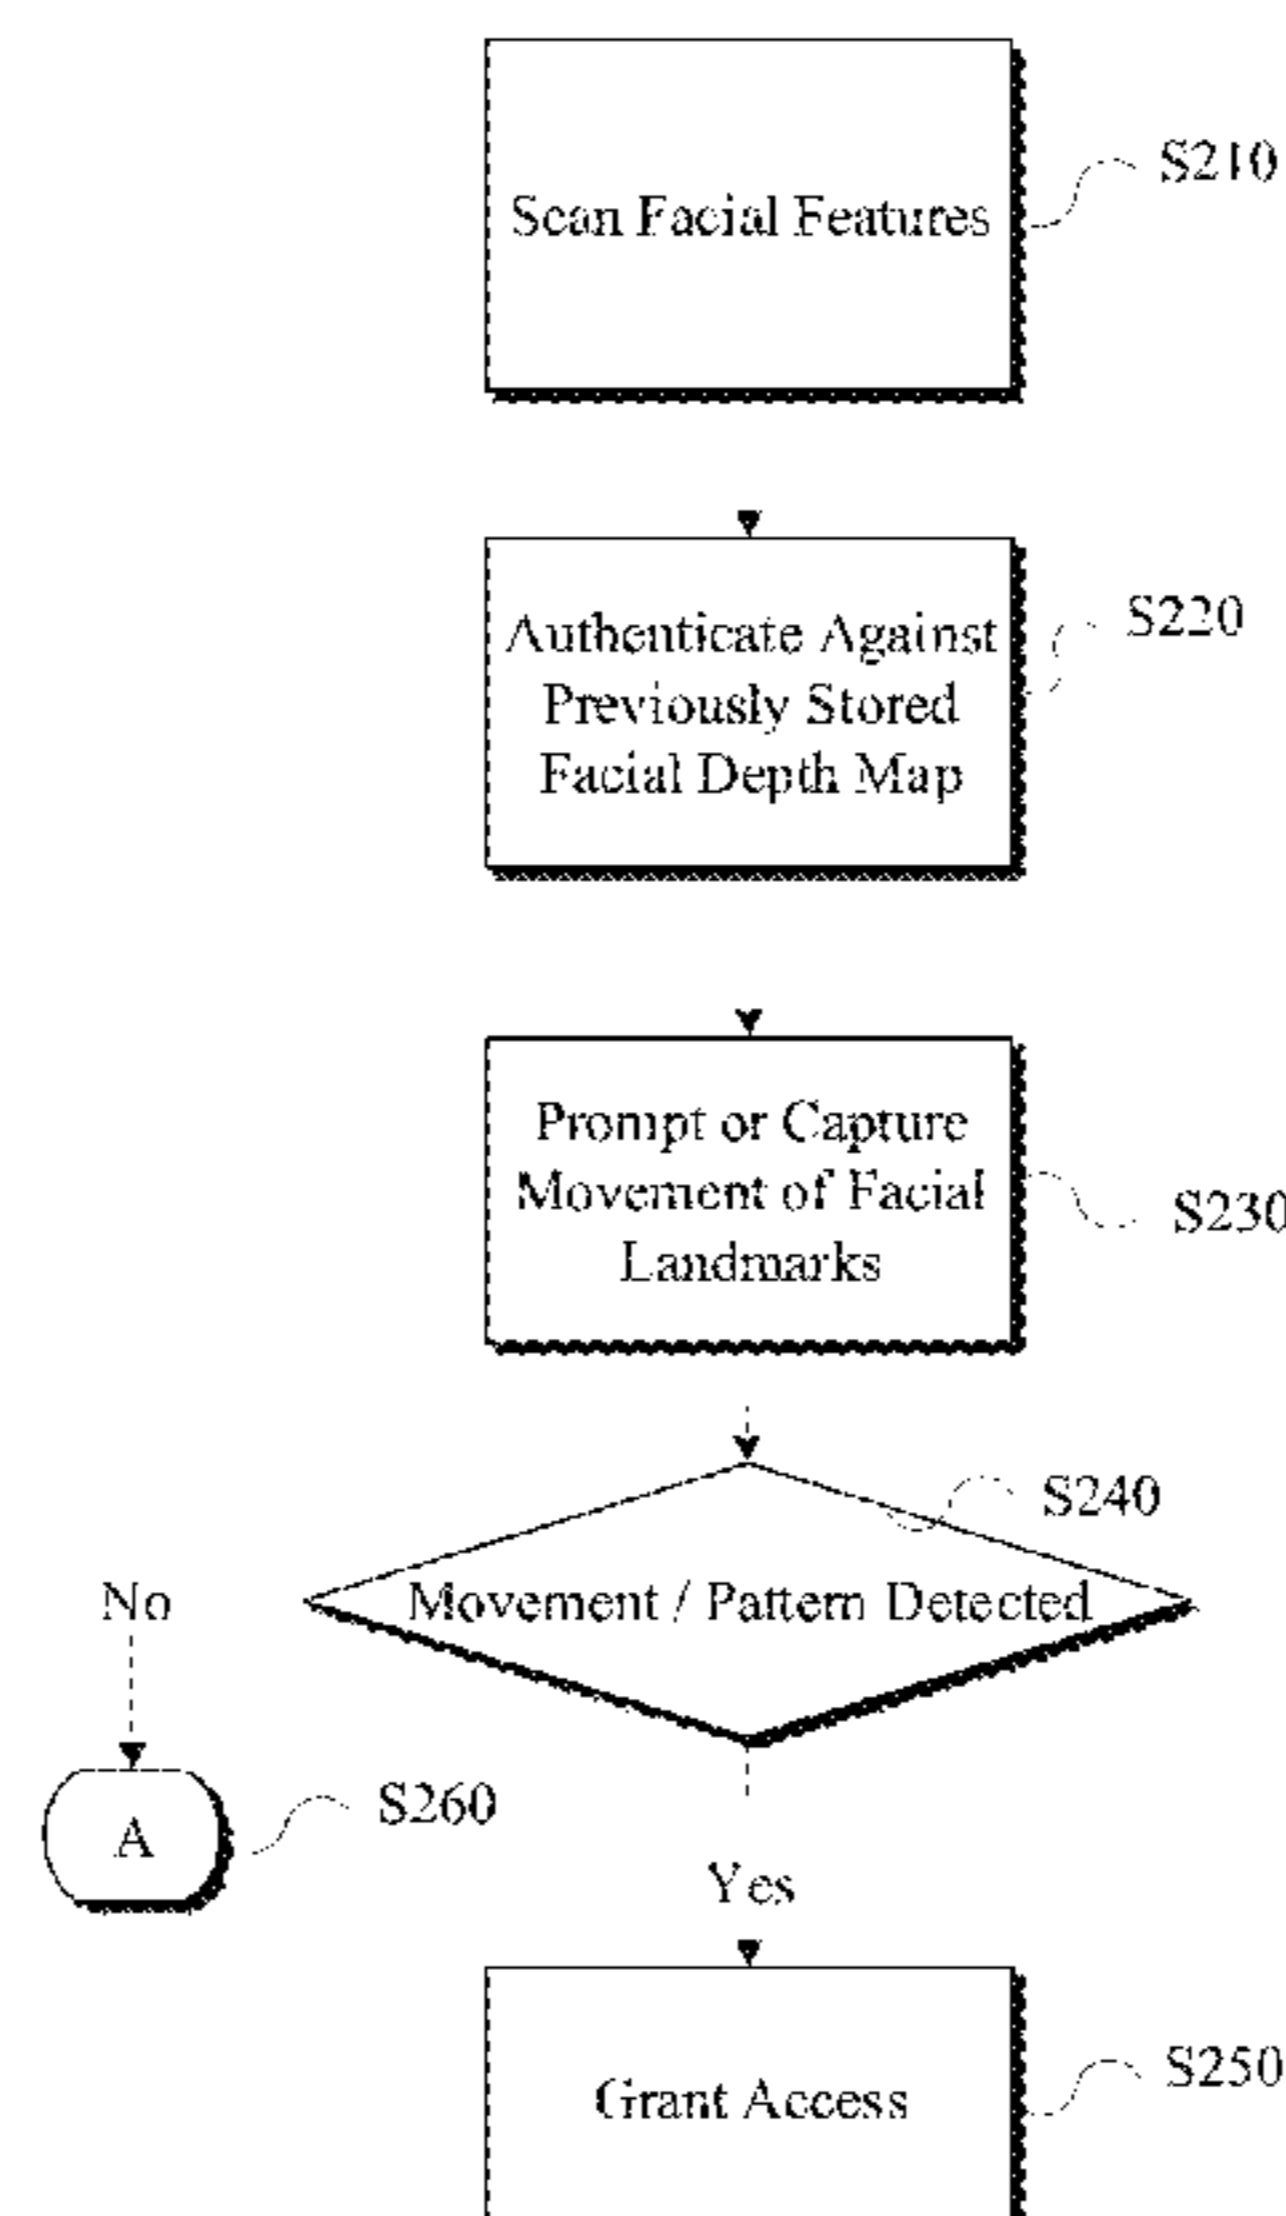 Scan Facial Features
S210
Authenticate Against
Previously Stored
Facial Depth Map
S220
Prompt or Capture
Movement of Facial
Landmarks
S230
S240
Movement / Pattern Detected
No
A
S260
Yes
Grant Access
S250